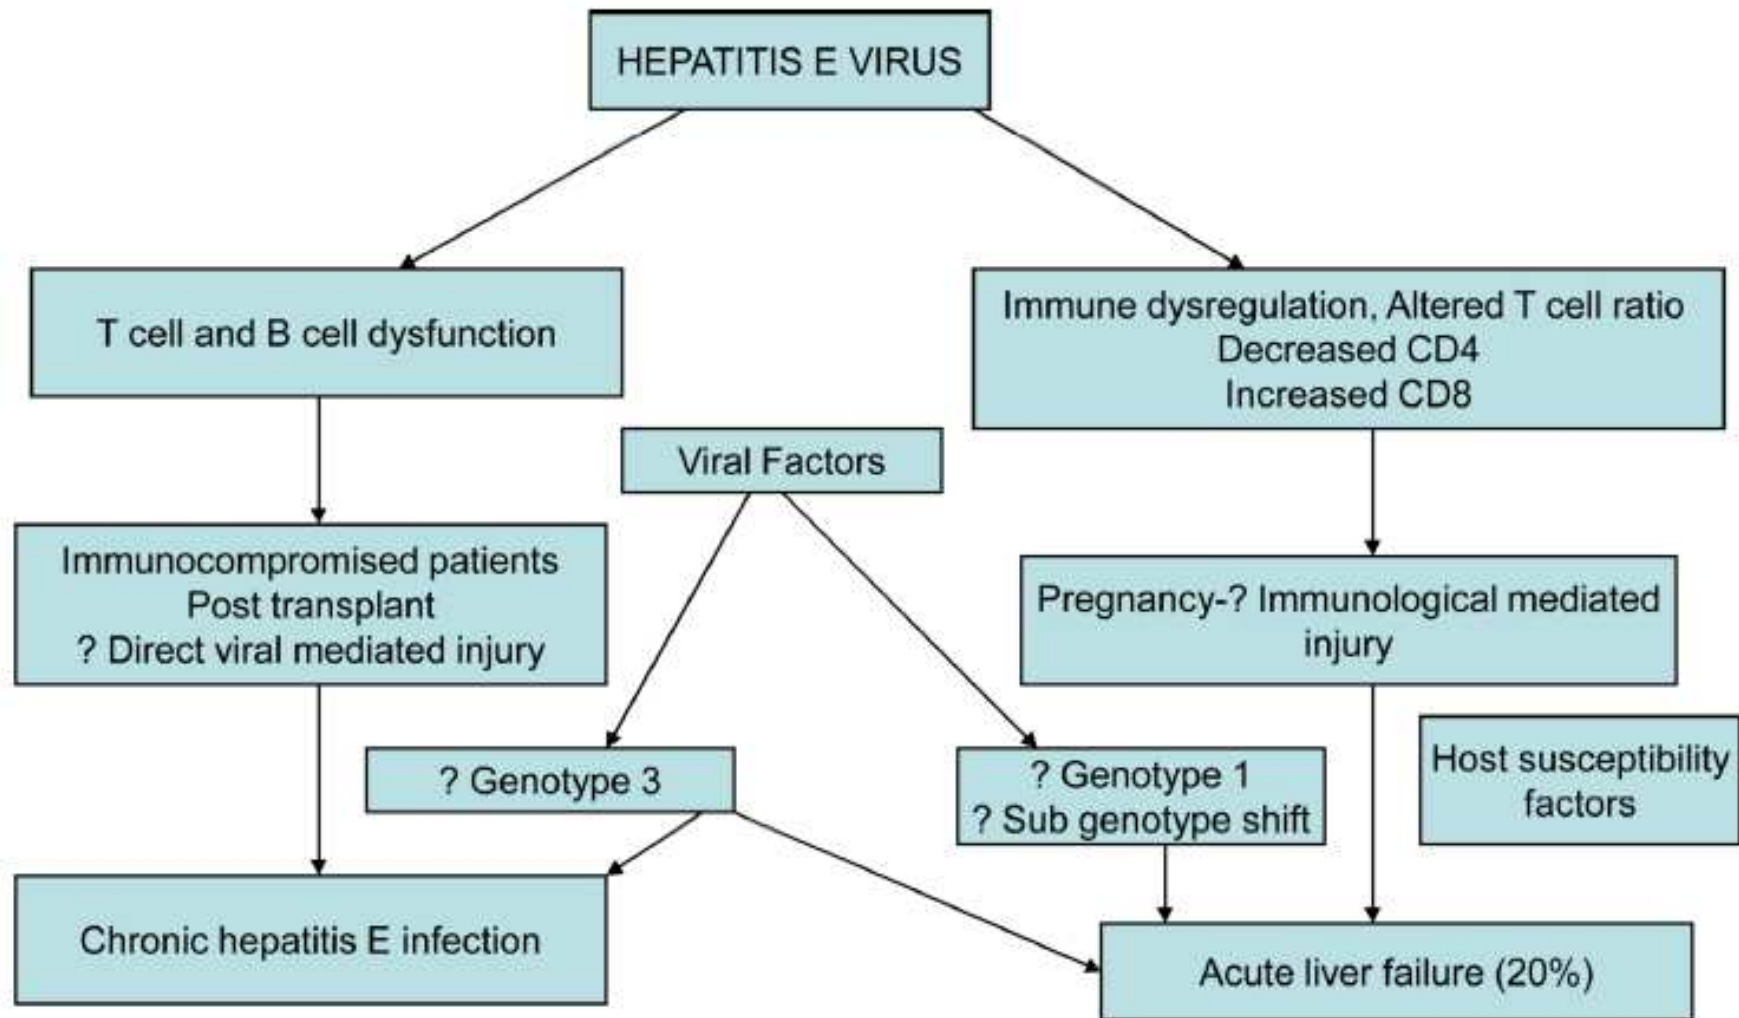 HEPATITIS E VIRUS
T cell and B cell dysfunction
Immune dysregulation, Altered T cell ratio
Decreased CD4
Increased CD8
Viral Factors
Immunocompromised patients
Post transplant
? Direct viral mediated injury
Pregnancy-? Immunological mediated
injury
? Genotype 3
? Genotype 1
? Sub genotype shift
Host susceptibility
factors
Chronic hepatitis E infection
Acute liver failure (20%)